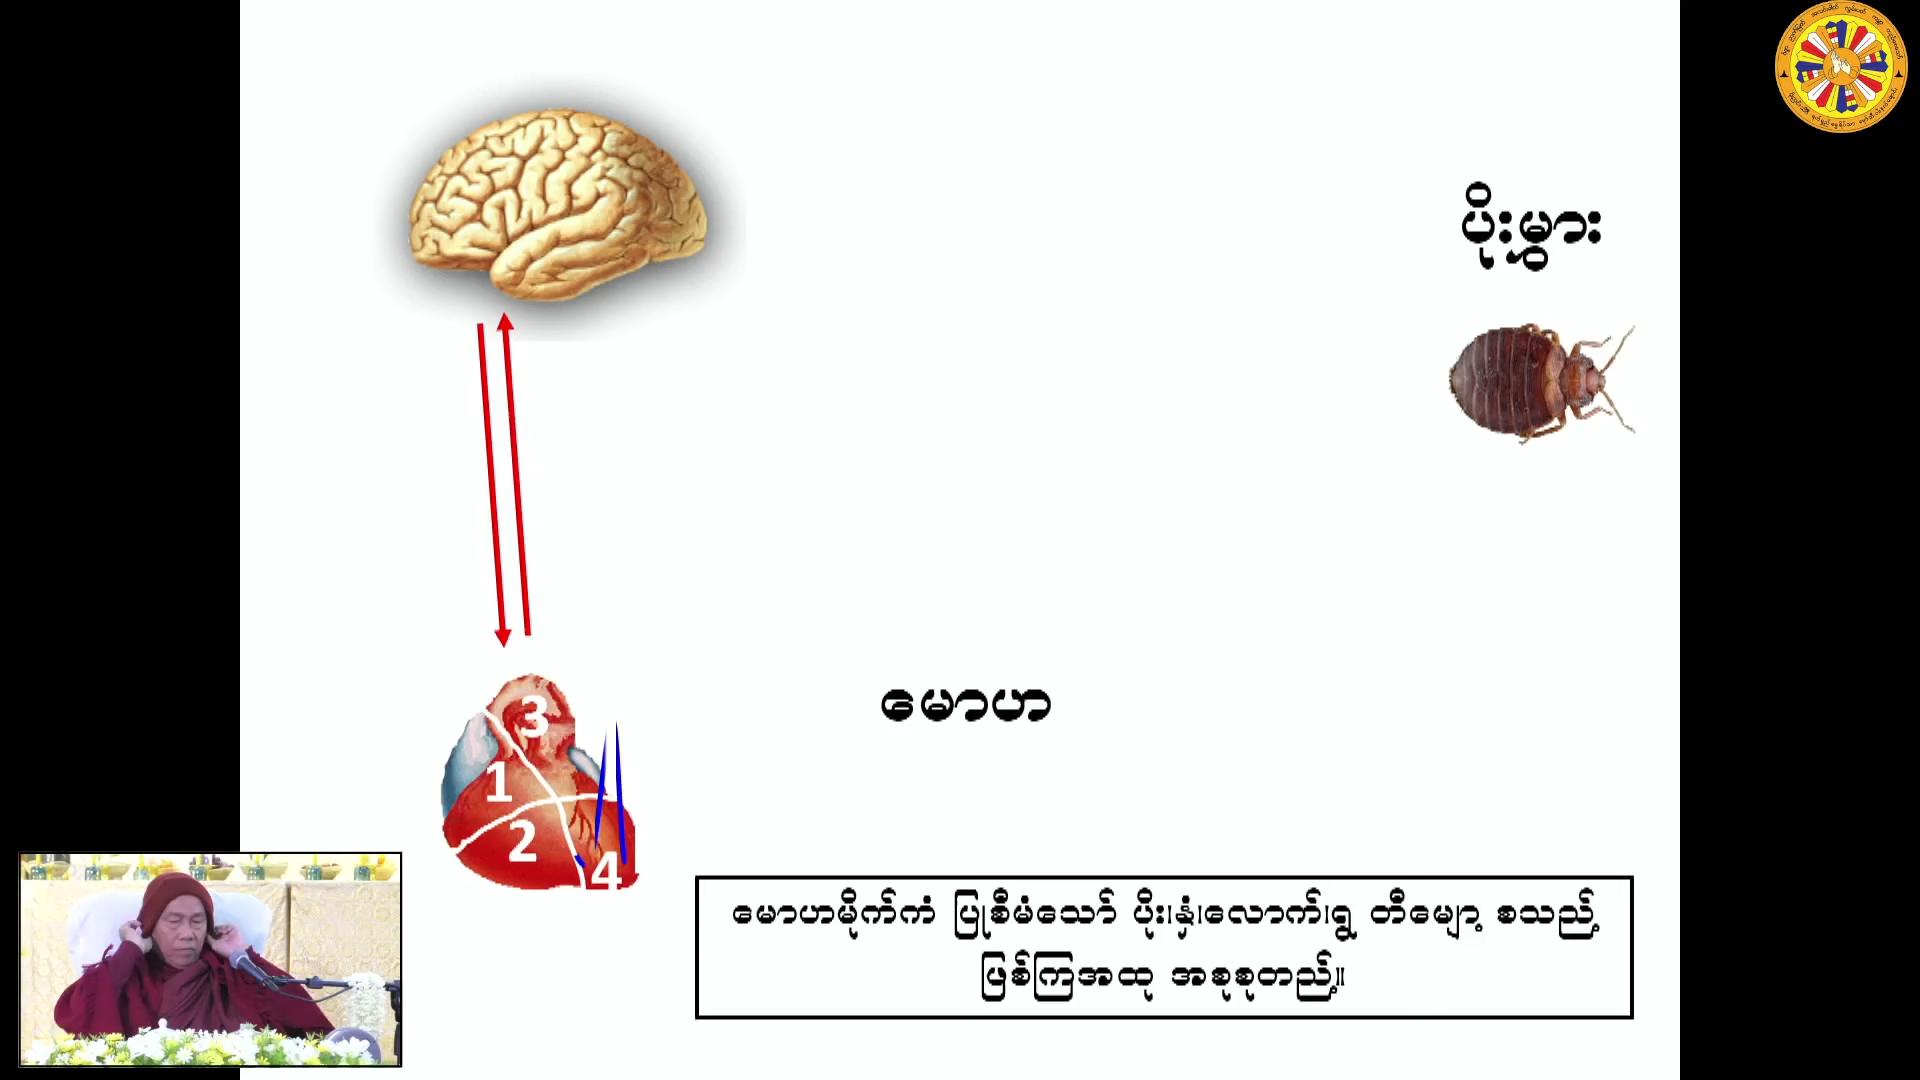 ပိုးမွှား
3
မောဟ
1
2
4
မောဟမိုက်ကံ ပြုစီမံသော် ပိုး၊နှံ၊လောက်၊ရွ တီမျော့ စသည့်
ဖြစ်ကြအထု အစုစုတည့်။